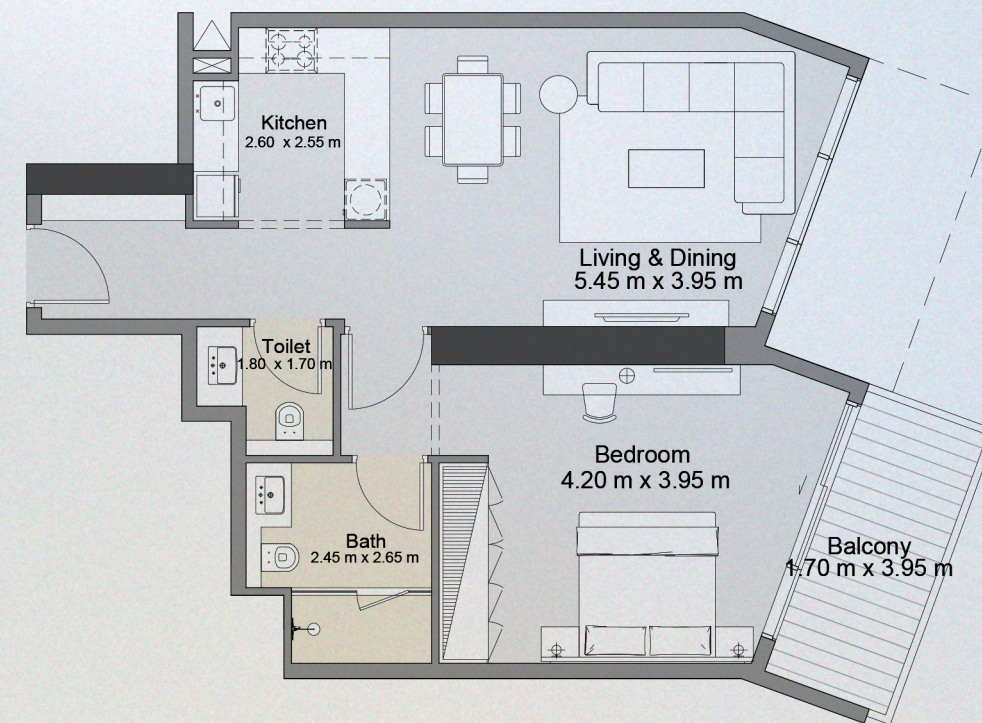 Kitchen
2.60 x 2.55 m
Living & Dining
5.45 m x 3.95 m
Toilet
1.80 x 1.70 m
Bedroom
4.20 m x 3.95 m
Bath
2.45 m x 2.65 m
Balcony
1.70 m x 3.95 m